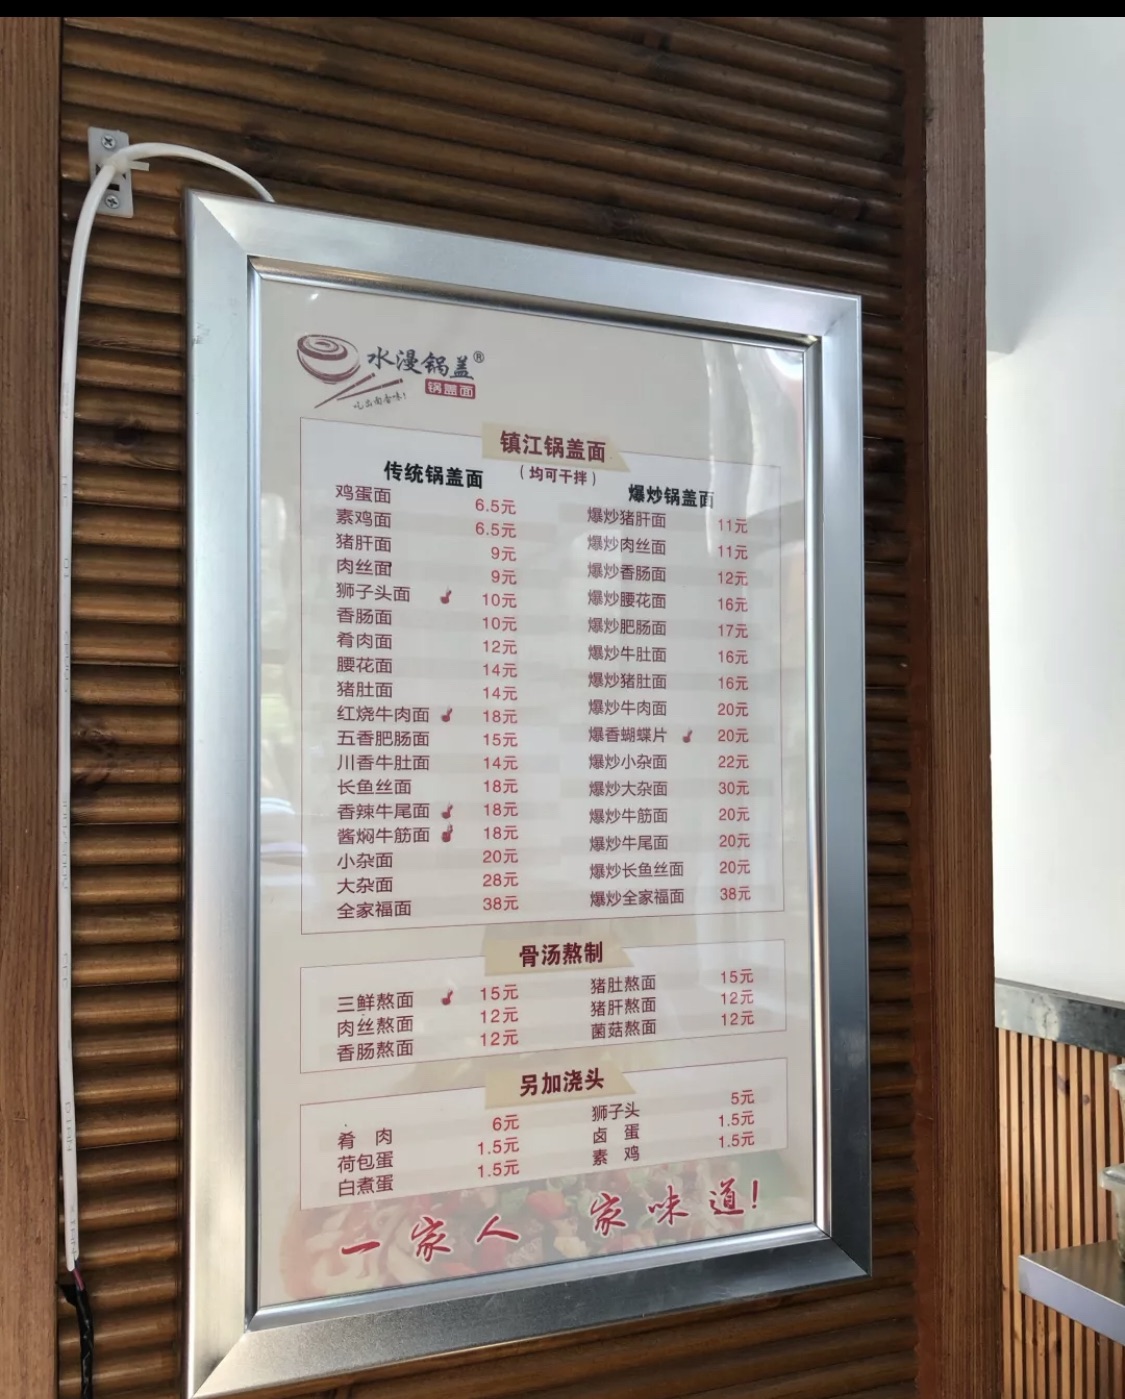 水漫锅盖®
锅盖面
吃出肉香味!
镇江锅盖面
(均可干拌)
传统锅盖面
鸡蛋面 6.5元
素鸡面 6.5元
猪肝面 9元
肉丝面 9元
狮子头面 10元
香肠面 10元
肴肉面 12元
腰花面 14元
猪肚面 14元
红烧牛肉面 18元
五香肥肠面 15元
川香牛肚面 14元
长鱼丝面 18元
香辣牛尾面 18元
酱焖牛筋面 18元
小杂面 20元
大杂面 28元
全家福面 38元
爆炒锅盖面
爆炒猪肝面 11元
爆炒肉丝面 11元
爆炒香肠面 12元
爆炒腰花面 16元
爆炒肥肠面 17元
爆炒牛肚面 16元
爆炒猪肚面 16元
爆炒牛肉面 20元
爆香蝴蝶片 20元
爆炒小杂面 22元
爆炒大杂面 30元
爆炒牛筋面 20元
爆炒牛尾面 20元
爆炒长鱼丝面 20元
爆炒全家福面 38元
骨汤熬制
三鲜熬面 15元
肉丝熬面 12元
香肠熬面 12元
猪肚熬面 15元
猪肝熬面 12元
菌菇熬面 12元
另加浇头
肴 肉 6元
荷包蛋 1.5元
白煮蛋 1.5元
狮子头 5元
卤 蛋 1.5元
素 鸡 1.5元
一家人 家味道!